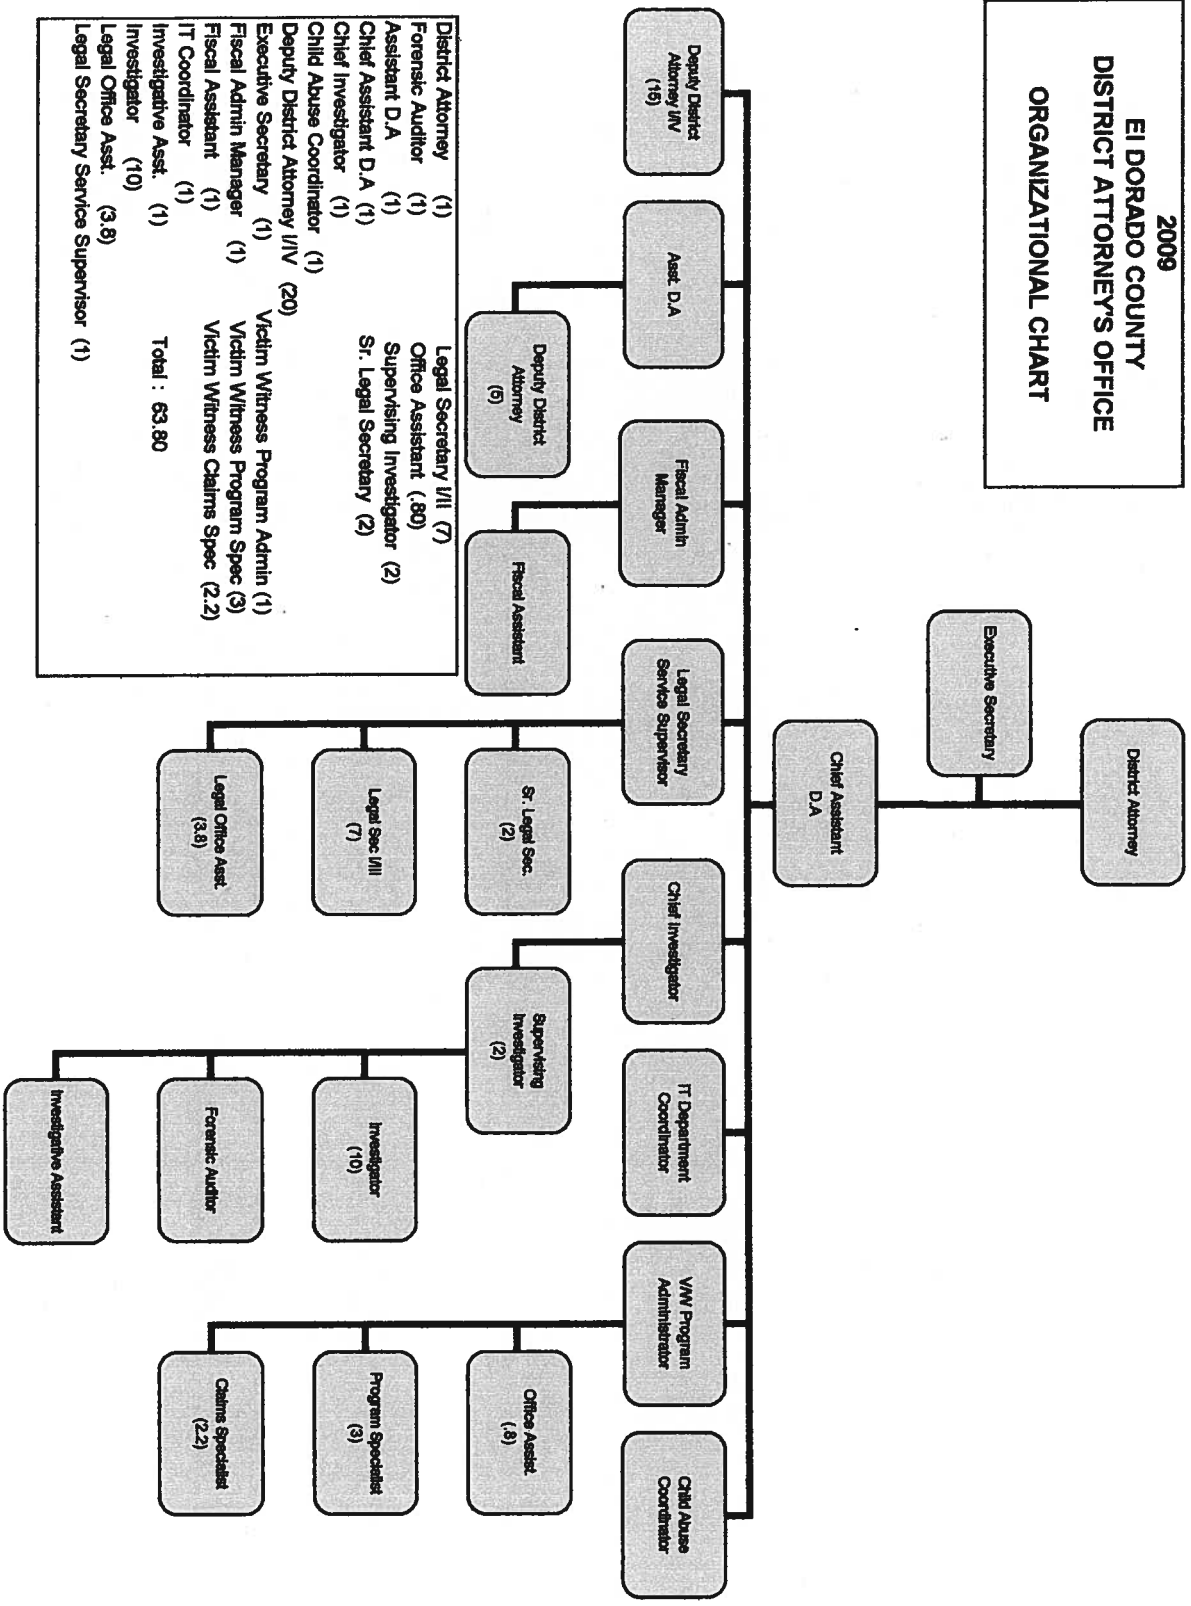 2009
El DORADO COUNTY
DISTRICT ATTORNEY'S OFFICE
ORGANIZATIONAL CHART
District Attorney
Executive Secretary
Chief Assistant
D.A
Deputy District
Attorney I/IV
(15)
Asst. D.A
Fiscal Admin
Manager
Legal Secretary
Service Supervisor
Chief Investigator
IT Department
Coordinator
V/W Program
Administrator
Child Abuse
Coordinator
Deputy District
Attorney
(5)
Fiscal Assistant
Sr. Legal Sec.
(2)
Legal Sec I/II
(7)
Legal Office Asst.
(3.8)
Supervising
Investigator
(2)
Investigator
(10)
Forensic Auditor
Investigative Assistant
Office Assist.
(.8)
Program Specialist
(3)
Claims Specialist
(2.2)
District Attorney (1)
Forensic Auditor (1)
Assistant D.A (1)
Chief Assistant D.A (1)
Chief Investigator (1)
Child Abuse Coordinator (1)
Deputy District Attorney I/IV (20)
Executive Secretary (1)
Fiscal Admin Manager (1)
Fiscal Assistant (1)
IT Coordinator (1)
Investigative Asst. (1)
Investigator (10)
Legal Office Asst. (3.8)
Legal Secretary Service Supervisor (1)
Legal Secretary I/II (7)
Office Assistant (.80)
Supervising Investigator (2)
Sr. Legal Secretary (2)
Victim Witness Program Admin (1)
Victim Witness Program Spec (3)
Victim Witness Claims Spec (2.2)
Total : 63.80